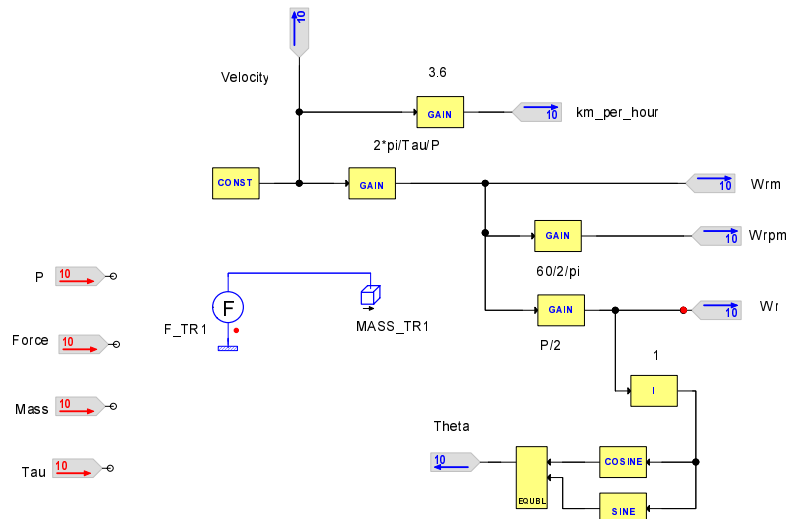 10
Velocity
3.6
GAIN
10
km_per_hour
2*pi/Tau/P
CONST
GAIN
10
Wrm
GAIN
10
Wrpm
60/2/pi
P
10
F
F_TR1
MASS_TR1
GAIN
10
Wr
P/2
Force
10
1
I
Mass
10
Theta
10
COSINE
Tau
10
EQUBL
SINE